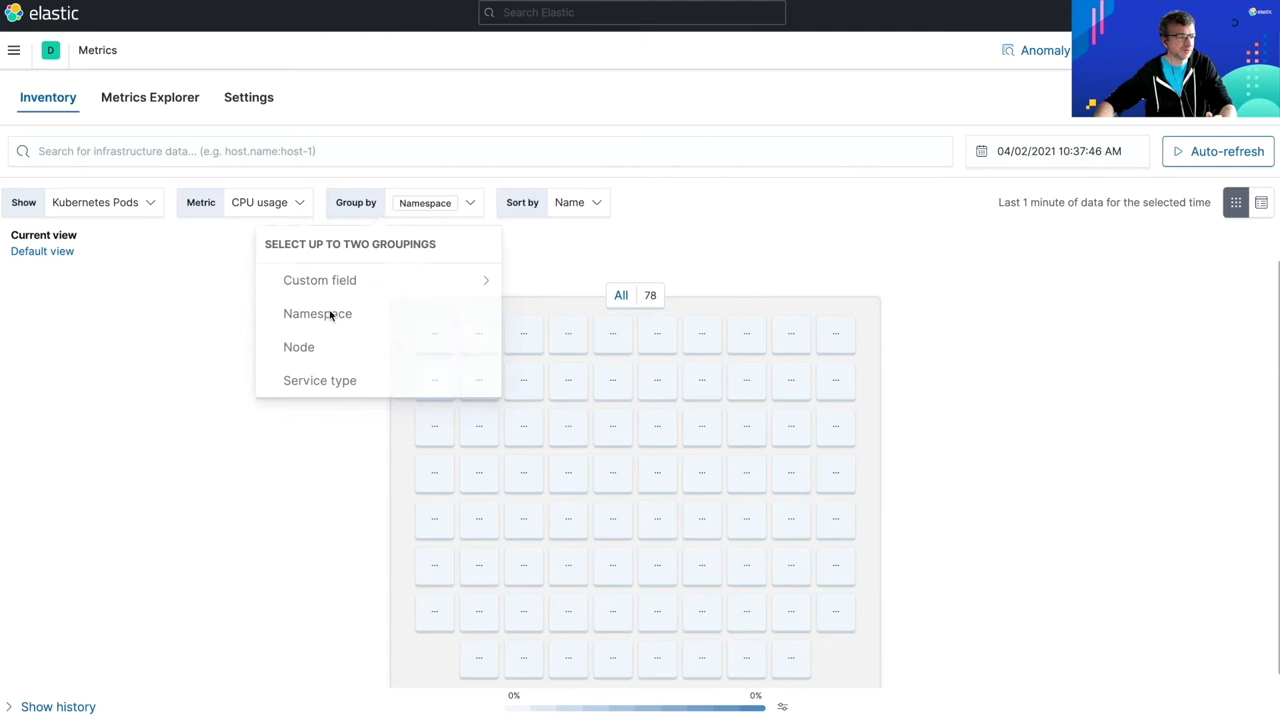 elastic
Search Elastic
elastic
D
Metrics
Anomaly
Inventory
Metrics Explorer
Settings
Search for infrastructure data... (e.g. host.name:host-1)
04/02/2021 10:37:46 AM
Auto-refresh
Show
Kubernetes Pods
Metric
CPU usage
Group by
Namespace
Sort by
Name
Last 1 minute of data for the selected time
Current view
Default view
SELECT UP TO TWO GROUPINGS
Custom field
Namespace
Node
Service type
All 78
0%
0%
Show history